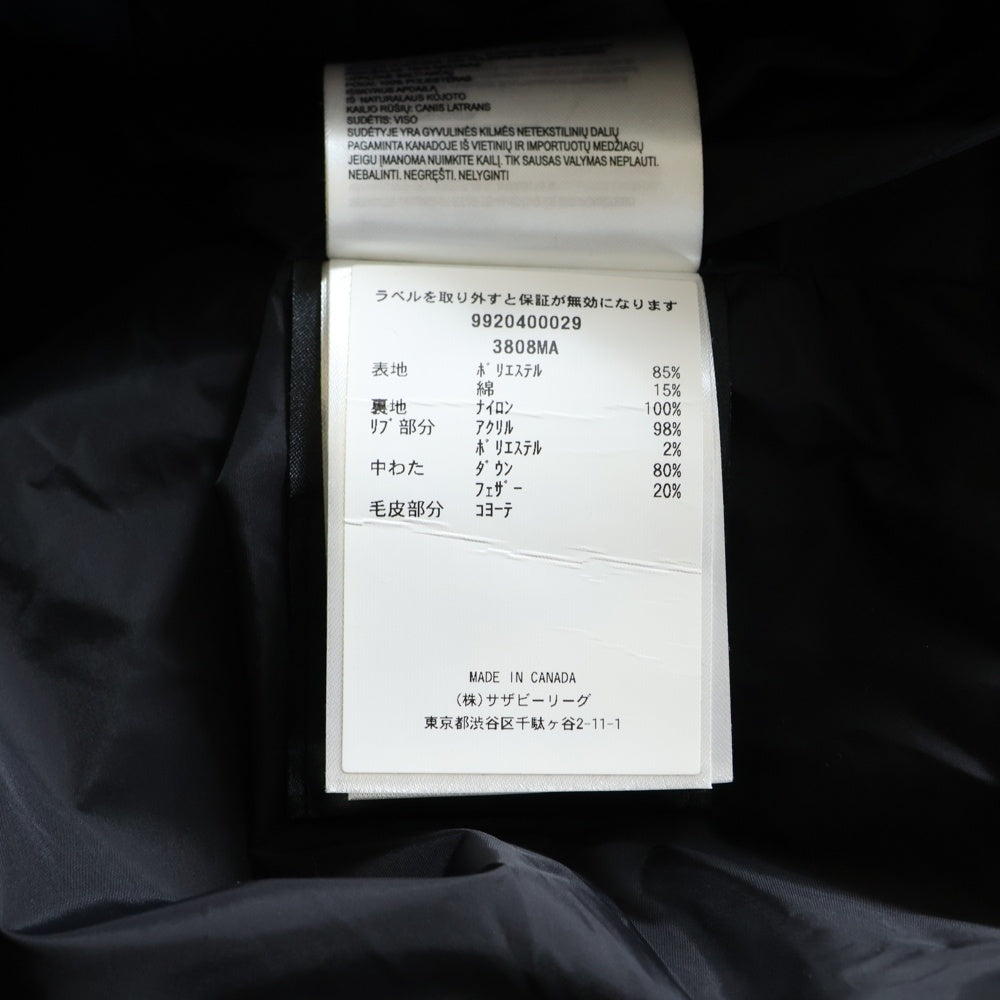 100% POLIESTERAS
IŠSKYRUS APDAILĄ
IŠ NATŪRALAUS KOJOTO
KAILIO RŪŠIŲ: CANIS LATRANS
SUDĖTIS: VISO
SUDĖTYJE YRA GYVULINĖS KILMĖS NETEKSTILINIŲ DALIŲ
PAGAMINTA KANADOJE IŠ VIETINIŲ IR IMPORTUOTŲ MEDŽIAGŲ
JEIGU ĮMANOMA NUIMKITE KAILĮ. TIK SAUSAS VALYMAS NEPLAUTI.
NEBALINTI. NEGRĘŠTI. NELYGINTI
ラベルを取り外すと保証が無効になります
9920400029
3808MA
表地 ﾎﾟﾘｴｽﾃﾙ 85%
綿 15%
裏地 ﾅｲﾛﾝ 100%
ﾘﾌﾞ部分 ｱｸﾘﾙ 98%
ﾎﾟﾘｴｽﾃﾙ 2%
中わた ﾀﾞｳﾝ 80%
ﾌｪｻﾞｰ 20%
毛皮部分 ｺﾖｰﾃ
MADE IN CANADA
(株)サザビーリーグ
東京都渋谷区千駄ヶ谷2-11-1